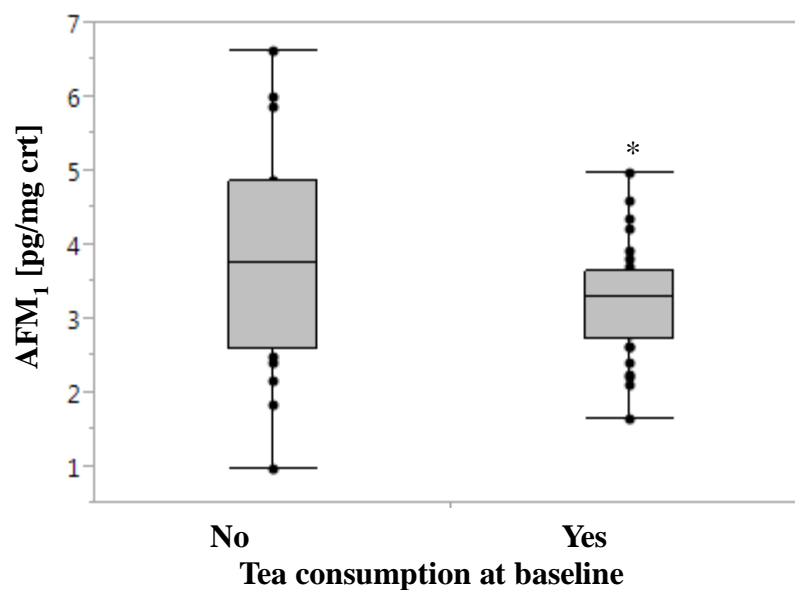 7
6
5
4
3
2
1
AFM₁ [pg/mg crt]
*
No Yes
Tea consumption at baseline